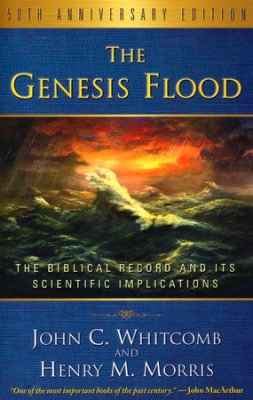 50TH ANNIVERSARY EDITION
THE
GENESIS FLOOD
THE BIBLICAL RECORD AND ITS
SCIENTIFIC IMPLICATIONS
JOHN C. WHITCOMB
AND
HENRY M. MORRIS
"One of the most important books of the past century." —John MacArthur